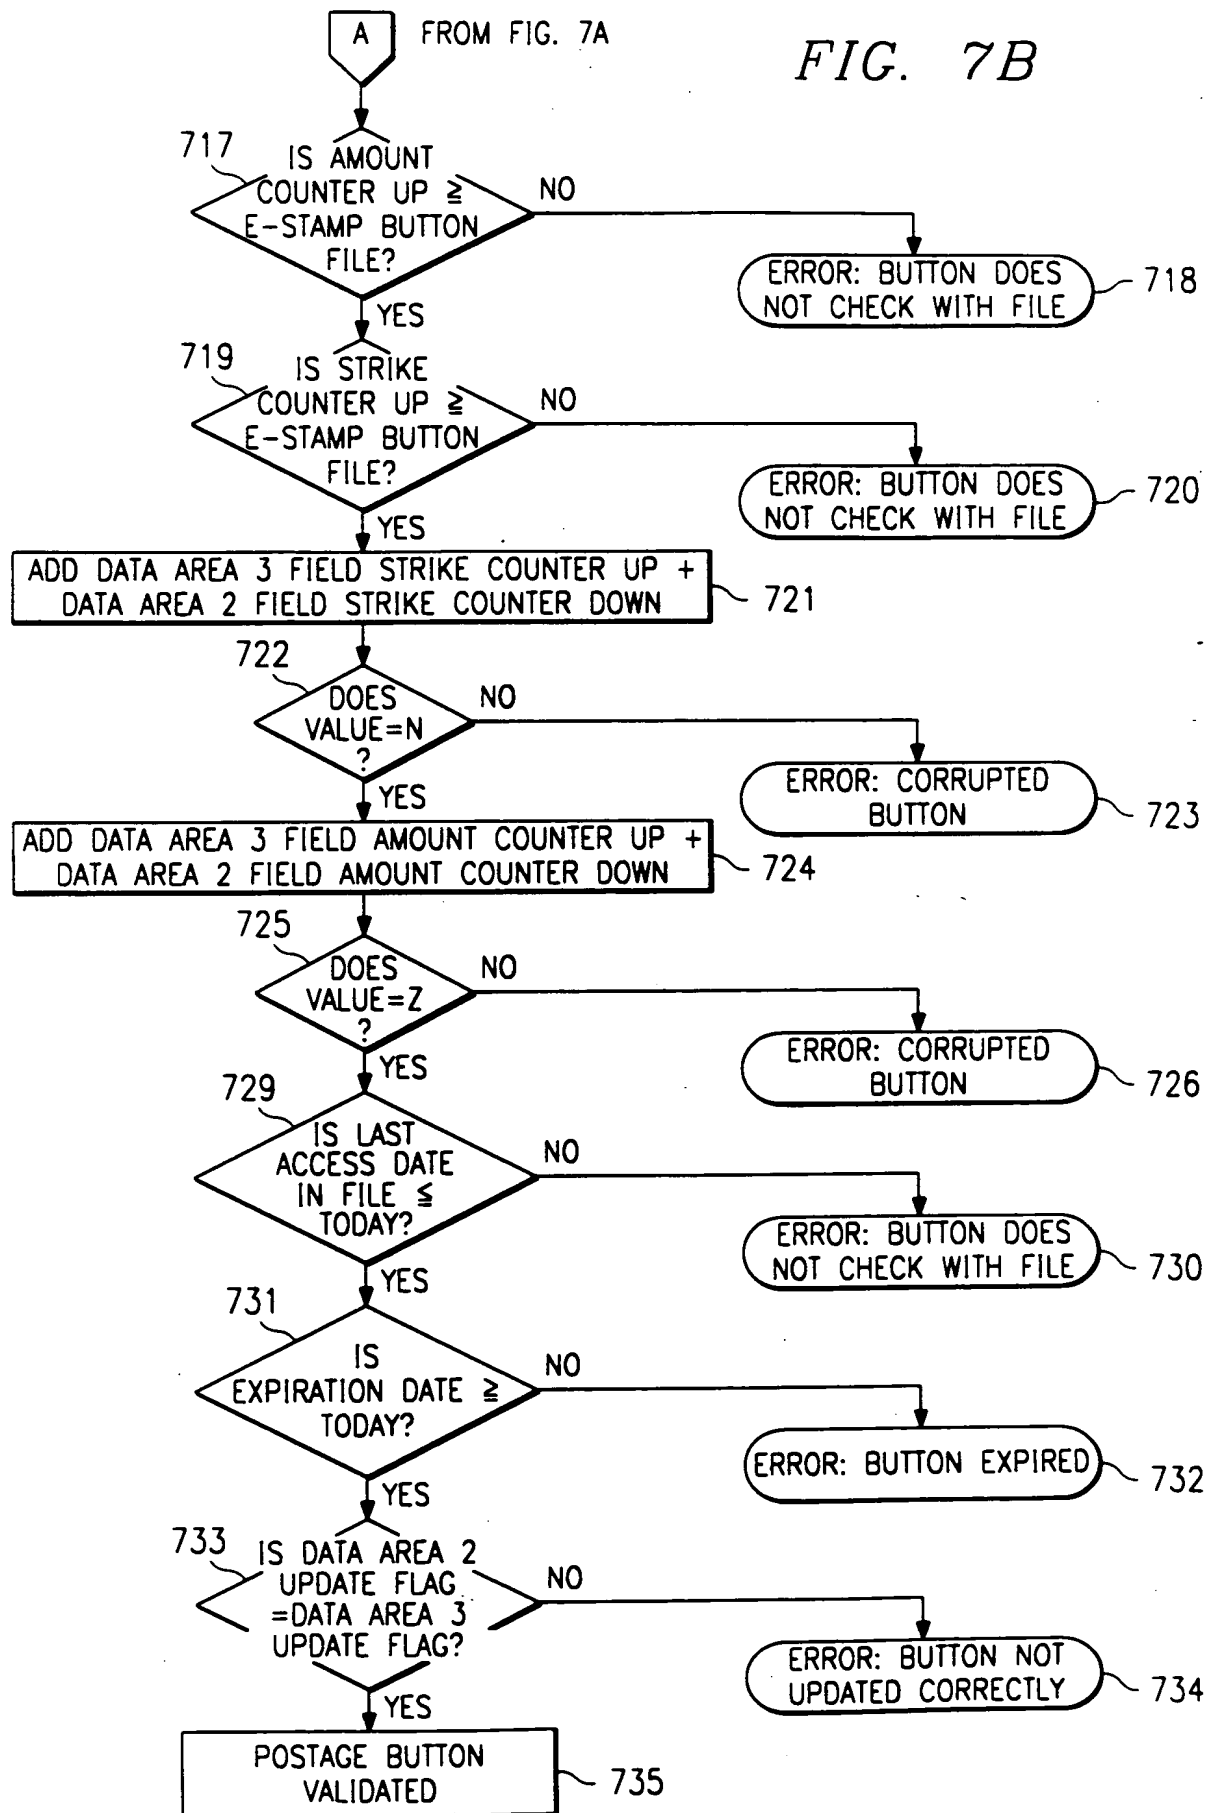 A FROM FIG. 7A
FIG. 7B
717
IS AMOUNT
COUNTER UP ≧
E-STAMP BUTTON
FILE?
NO
YES
ERROR: BUTTON DOES
NOT CHECK WITH FILE
718
719
IS STRIKE
COUNTER UP ≧
E-STAMP BUTTON
FILE?
NO
YES
ERROR: BUTTON DOES
NOT CHECK WITH FILE
720
ADD DATA AREA 3 FIELD STRIKE COUNTER UP +
DATA AREA 2 FIELD STRIKE COUNTER DOWN
721
722
DOES
VALUE=N
?
NO
YES
ERROR: CORRUPTED
BUTTON
723
ADD DATA AREA 3 FIELD AMOUNT COUNTER UP +
DATA AREA 2 FIELD AMOUNT COUNTER DOWN
724
725
DOES
VALUE=Z
?
NO
YES
ERROR: CORRUPTED
BUTTON
726
729
IS LAST
ACCESS DATE
IN FILE ≦
TODAY?
NO
YES
ERROR: BUTTON DOES
NOT CHECK WITH FILE
730
731
IS
EXPIRATION DATE ≧
TODAY?
NO
YES
ERROR: BUTTON EXPIRED
732
733
IS DATA AREA 2
UPDATE FLAG
=DATA AREA 3
UPDATE FLAG?
NO
YES
ERROR: BUTTON NOT
UPDATED CORRECTLY
734
POSTAGE BUTTON
VALIDATED
735